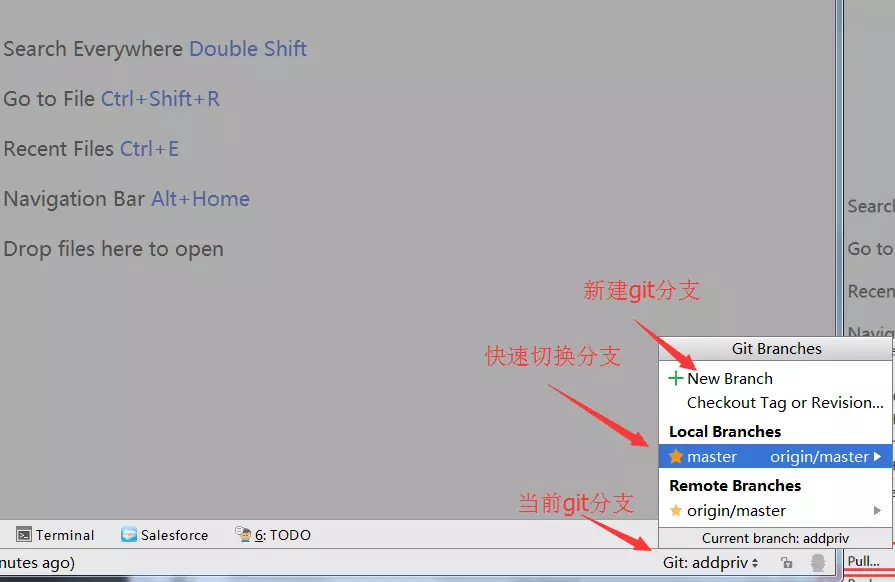 Search Everywhere Double Shift
Go to File Ctrl+Shift+R
Recent Files Ctrl+E
Navigation Bar Alt+Home
Drop files here to open
Search
Go to
Recen
Navig
新建git分支
快速切换分支
当前git分支
Git Branches
New Branch
Checkout Tag or Revision...
Local Branches
master origin/master
Remote Branches
origin/master
Current branch: addpriv
Terminal Salesforce 6: TODO
nutes ago) Git: addpriv
Pull...